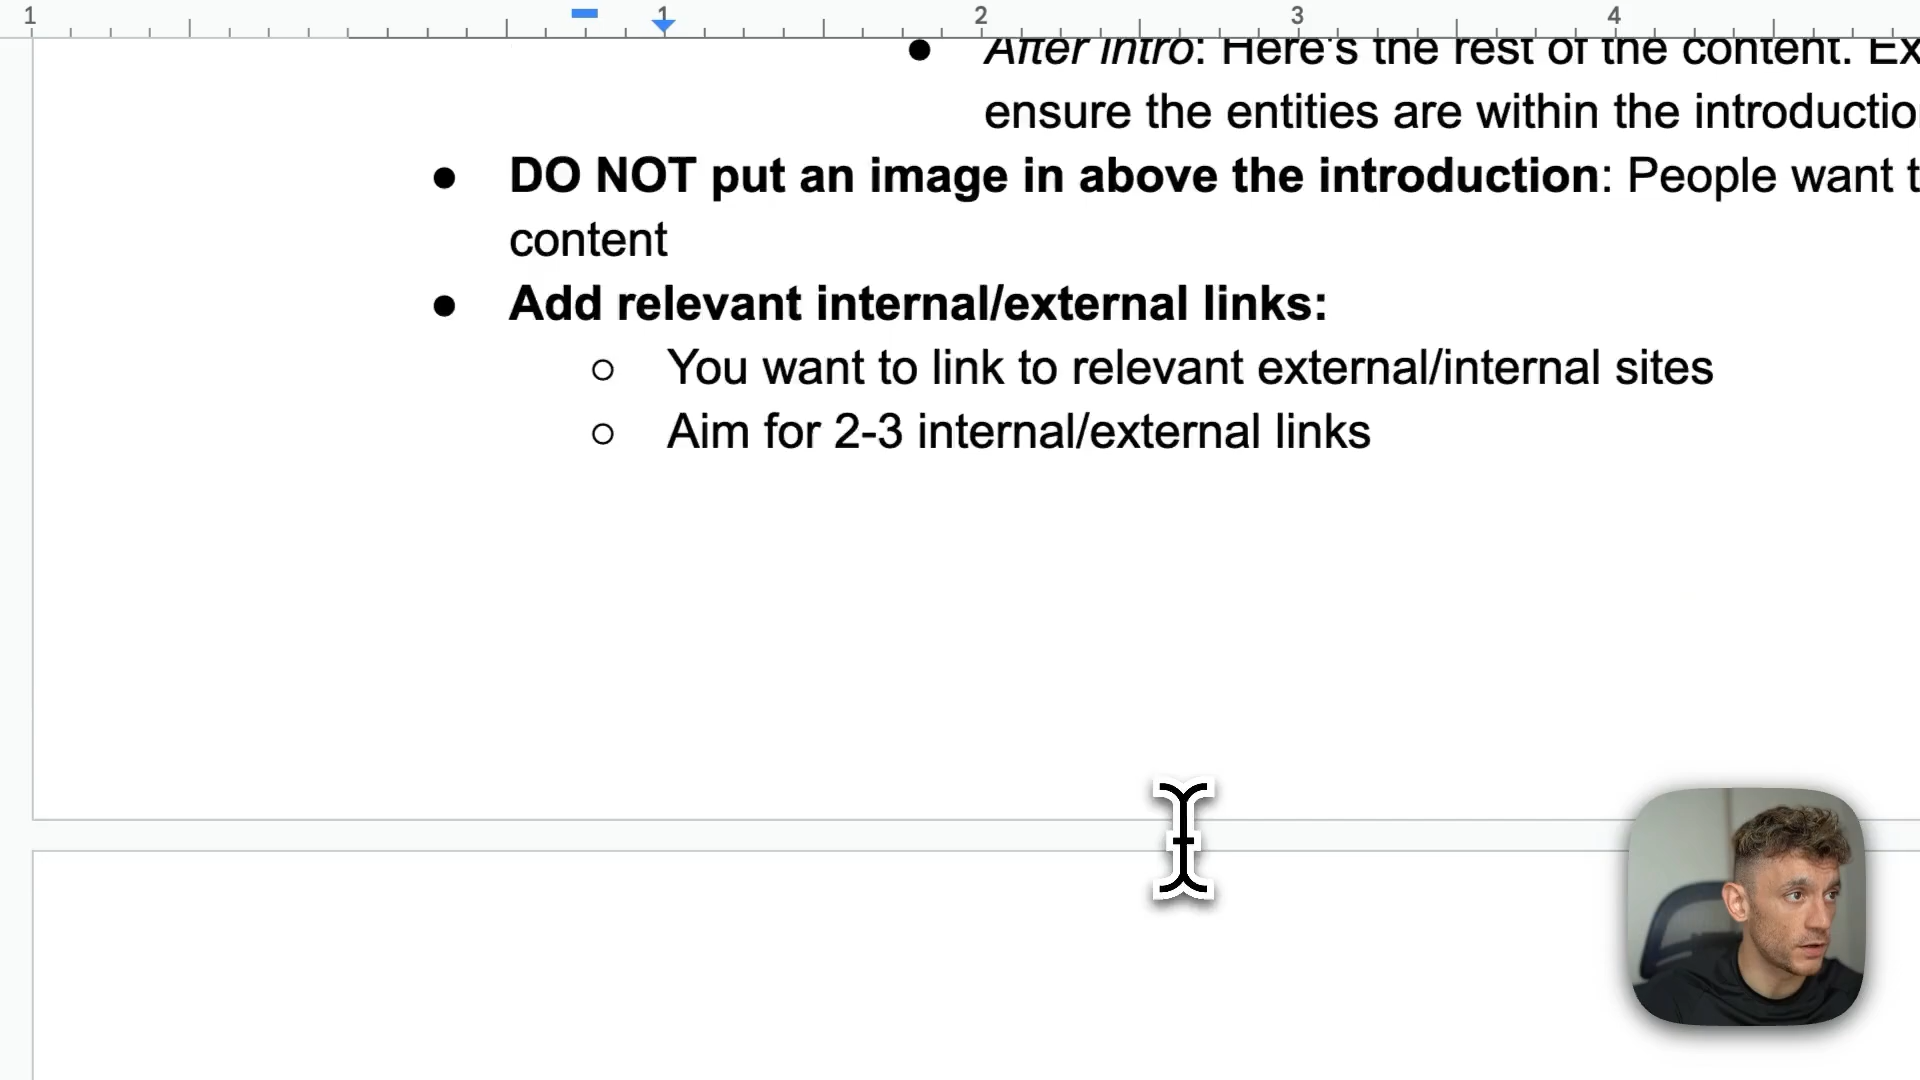 1 1 2 3 4
● After intro: Here's the rest of the content. Ex
ensure the entities are within the introductio
● DO NOT put an image in above the introduction: People want t
content
● Add relevant internal/external links:
○ You want to link to relevant external/internal sites
○ Aim for 2-3 internal/external links